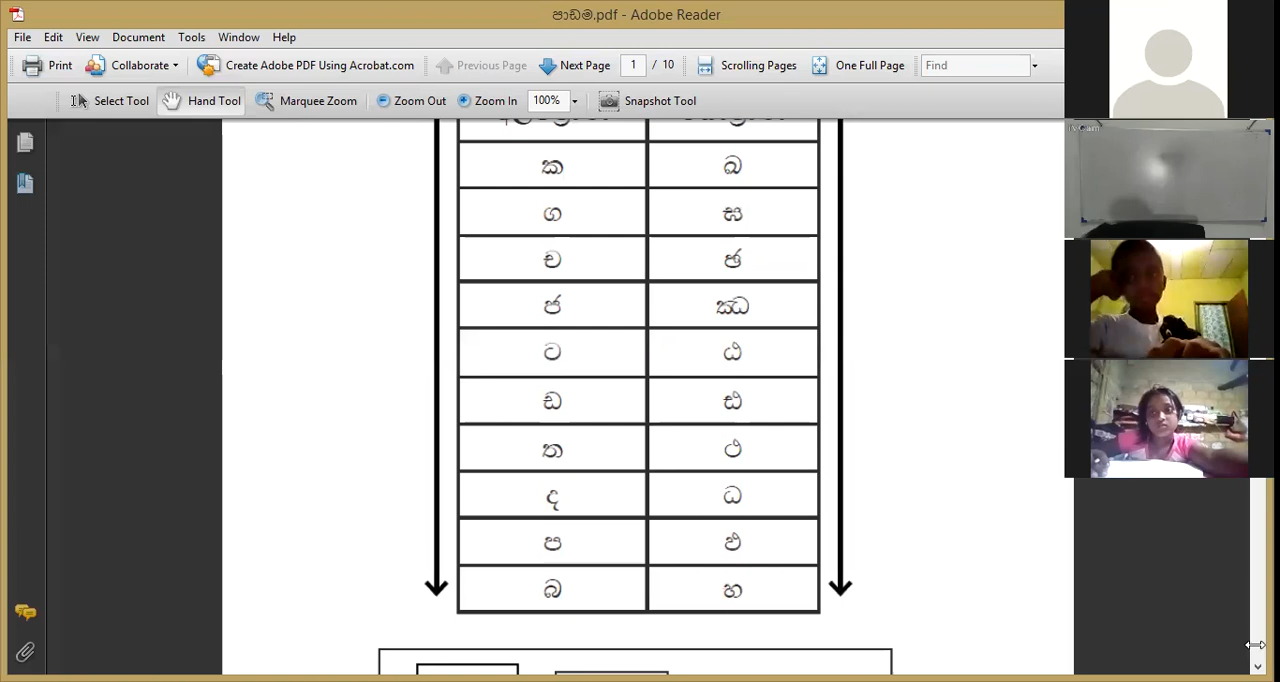 පාඩම.pdf - Adobe Reader
File Edit View Document Tools Window Help
Print Collaborate Create Adobe PDF Using Acrobat.com Previous Page Next Page 1 / 10 Scrolling Pages One Full Page Find
Select Tool Hand Tool Marquee Zoom Zoom Out Zoom In 100% Snapshot Tool
ක ඛ
ග ඝ
ච ඡ
ජ ඣ
ට ඨ
ඩ ඪ
ත ථ
ද ධ
ප ඵ
බ භ